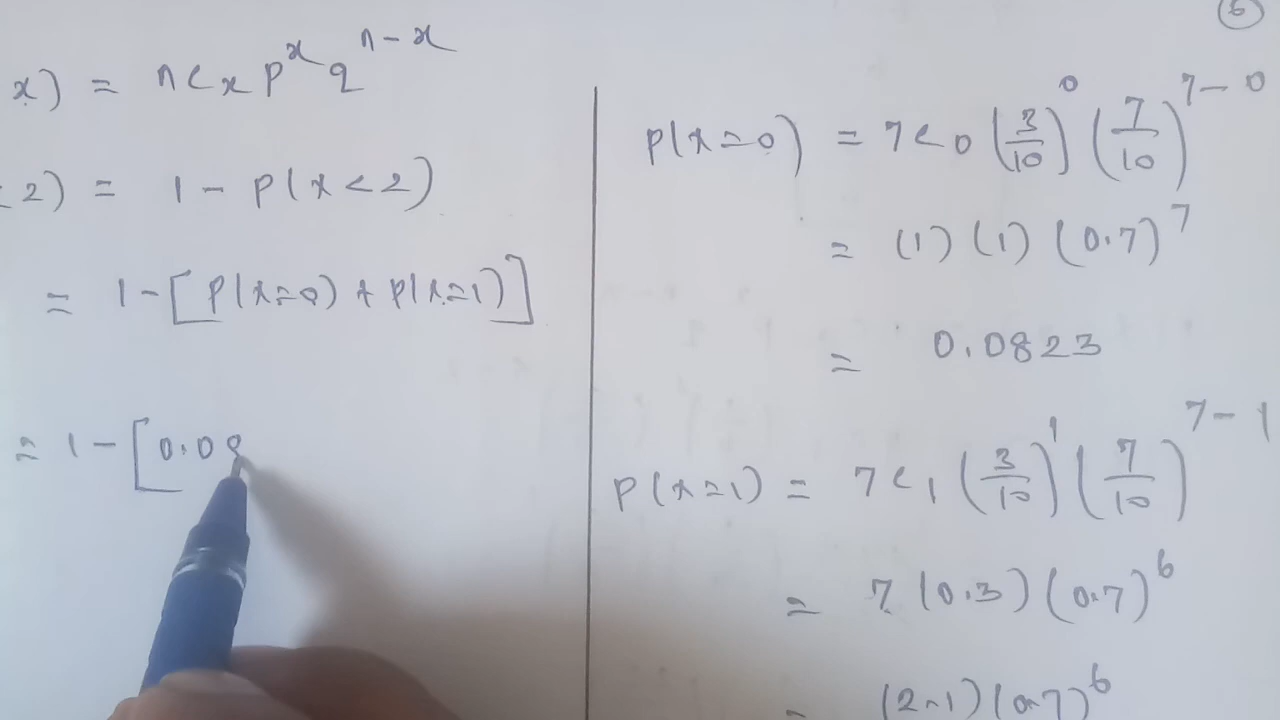 x) = ncx p^x q^n-x
2) = 1 - p(x<2)
= 1 - [p(x=0) + p(x=1)]
= 1 - [0.08
6
p(x=0) = 7c0 (3/10)^0 (7/10)^7-0
= (1) (1) (0.7)^7
= 0.0823
p(x=1) = 7c1 (3/10)^1 (7/10)^7-1
= 7 (0.3) (0.7)^6
= (2.1) (0.7)^6